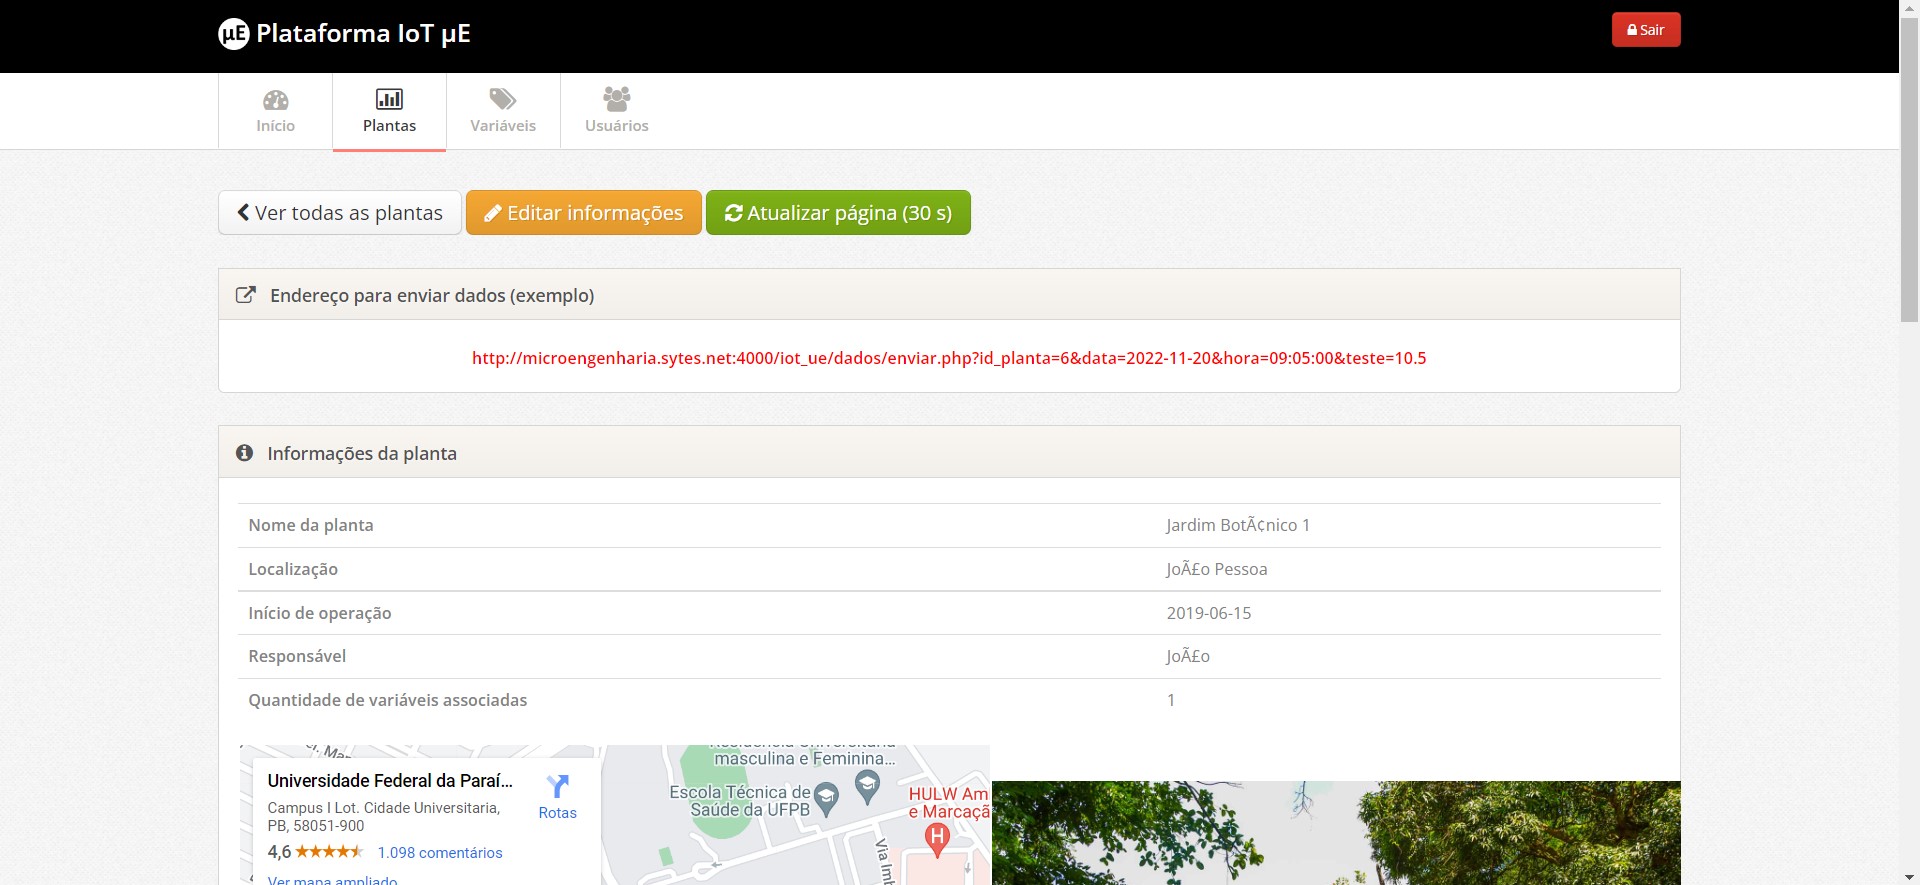 µE Plataforma IoT µE
Sair
Início
Plantas
Variáveis
Usuários
Ver todas as plantas
Editar informações
Atualizar página (30 s)
Endereço para enviar dados (exemplo)
http://microengenharia.sytes.net:4000/iot_ue/dados/enviar.php?id_planta=6&data=2022-11-20&hora=09:05:00&teste=10.5
Informações da planta
Nome da planta
Jardim BotÃ¢nico 1
Localização
JoÃ£o Pessoa
Início de operação
2019-06-15
Responsável
JoÃ£o
Quantidade de variáveis associadas
1
Universidade Federal da Paraí...
Campus I Lot. Cidade Universitaria,
PB, 58051-900
4,6
1.098 comentários
Ver mapa ampliado
Rotas
Residência Universitária
masculina e Feminina...
Escola Técnica de
Saúde da UFPB
HULW Am
e Marcaçã
H
Via Imb